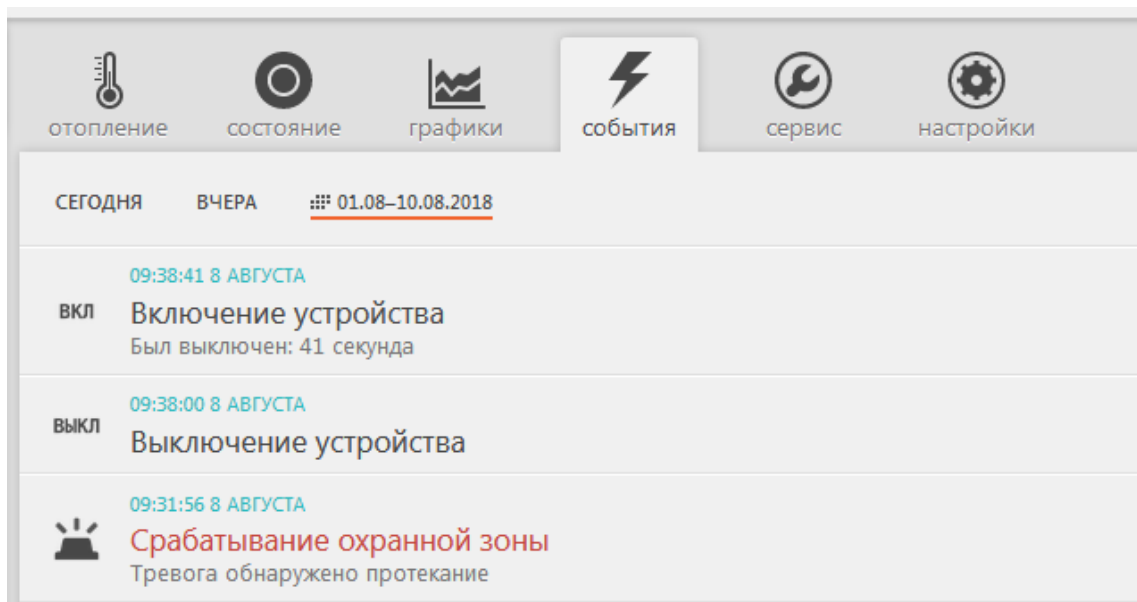 отопление состояние графики события сервис настройки
СЕГОДНЯ ВЧЕРА 01.08–10.08.2018
09:38:41 8 АВГУСТА
ВКЛ Включение устройства
Был выключен: 41 секунда
09:38:00 8 АВГУСТА
ВЫКЛ Выключение устройства
09:31:56 8 АВГУСТА
Срабатывание охранной зоны
Тревога обнаружено протекание